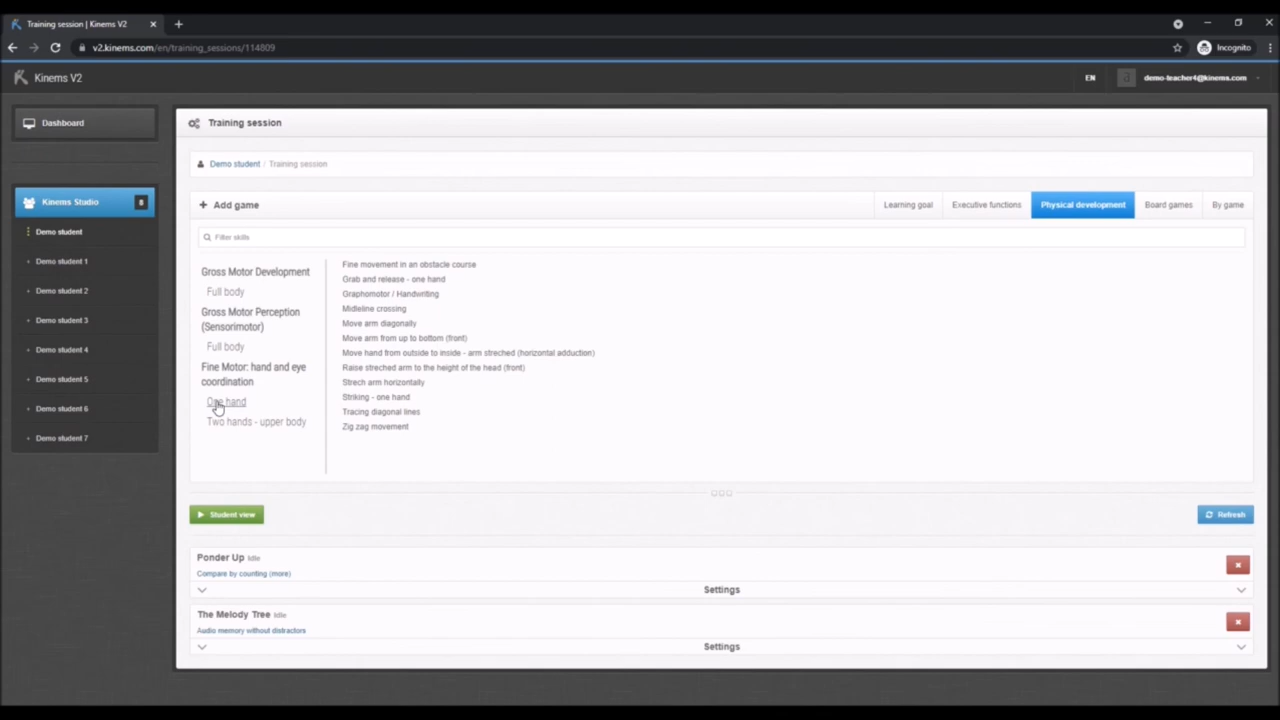 Training session | Kinems V2
v2.kinems.com/en/training_sessions/114809
Incognito
Kinems V2
EN
demo-teacher4@kinems.com
Dashboard
Kinems Studio 8
Demo student
Demo student 1
Demo student 2
Demo student 3
Demo student 4
Demo student 5
Demo student 6
Demo student 7
Training session
Demo student / Training session
Add game
Learning goal
Executive functions
Physical development
Board games
By game
Filter skills
Gross Motor Development
Full body
Gross Motor Perception
(Sensorimotor)
Full body
Fine Motor: hand and eye
coordination
One hand
Two hands - upper body
Fine movement in an obstacle course
Grab and release - one hand
Graphomotor / Handwriting
Midleline crossing
Move arm diagonally
Move arm from up to bottom (front)
Move hand from outside to inside - arm streched (horizontal adduction)
Raise streched arm to the height of the head (front)
Strech arm horizontally
Striking - one hand
Tracing diagonal lines
Zig zag movement
Student view
Refresh
Ponder Up Idle
Compare by counting (more)
Settings
The Melody Tree Idle
Audio memory without distractors
Settings